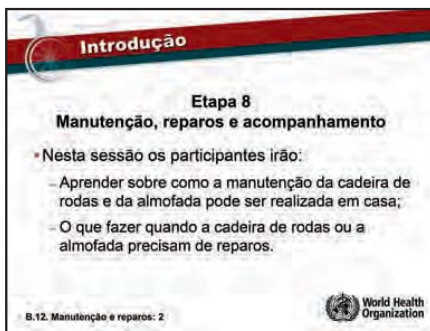 Introdução
Etapa 8
Manutenção, reparos e acompanhamento
▪Nesta sessão os participantes irão:
–Aprender sobre como a manutenção da cadeira de
rodas e da almofada pode ser realizada em casa;
–O que fazer quando a cadeira de rodas ou a
almofada precisam de reparos.
B.12. Manutenção e reparos: 2
World Health
Organization